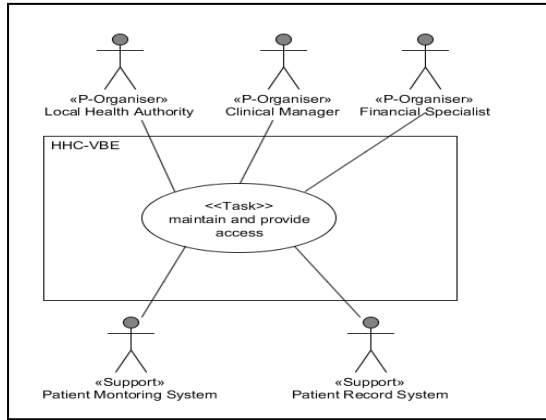 «P-Organiser» «P-Organiser» «P-Organiser»
Local Health Authority Clinical Manager Financial Specialist
HHC-VBE
<<Task>>
maintain and provide
access
«Support» «Support»
Patient Montoring System Patient Record System